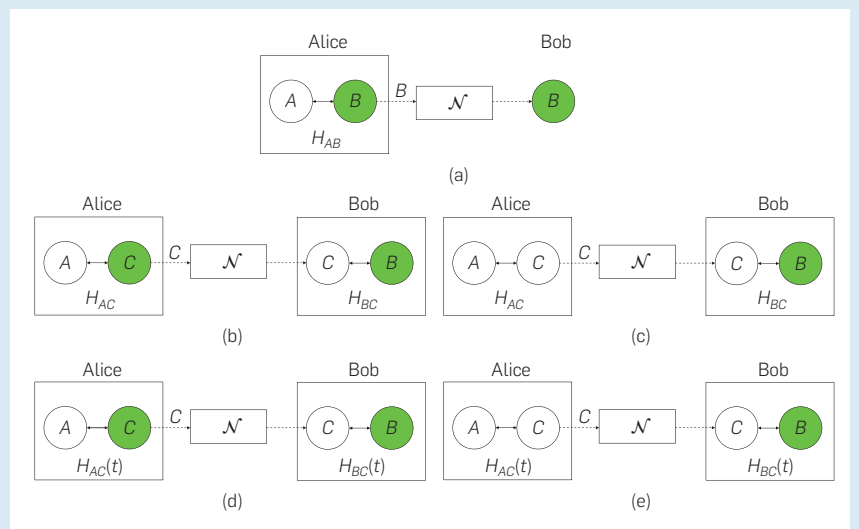 Alice Bob
A B B 𝒩 B
H_AB
(a)
Alice Bob Alice Bob
A C C 𝒩 C B A C C 𝒩 C B
H_AC H_BC H_AC H_BC
(b) (c)
Alice Bob Alice Bob
A C C 𝒩 C B A C C 𝒩 C B
H_AC(t) H_BC(t) H_AC(t) H_BC(t)
(d) (e)